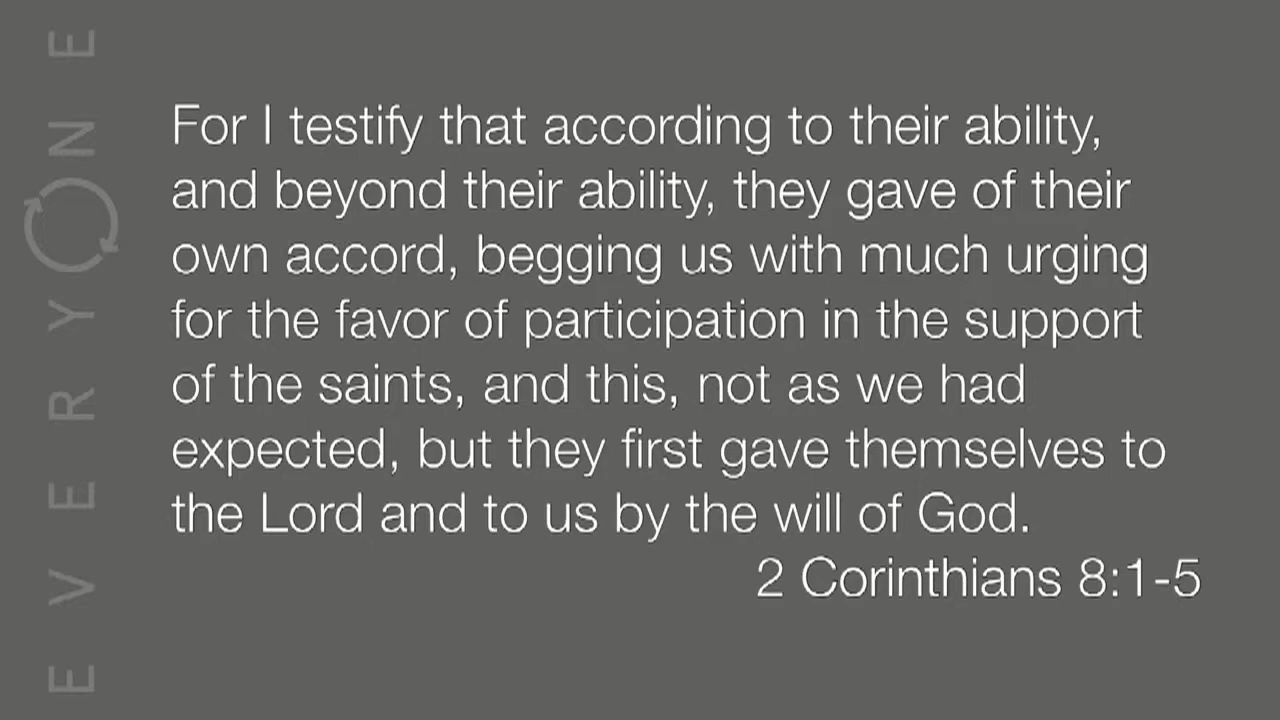 EVERYONE
For I testify that according to their ability,
and beyond their ability, they gave of their
own accord, begging us with much urging
for the favor of participation in the support
of the saints, and this, not as we had
expected, but they first gave themselves to
the Lord and to us by the will of God.
2 Corinthians 8:1-5